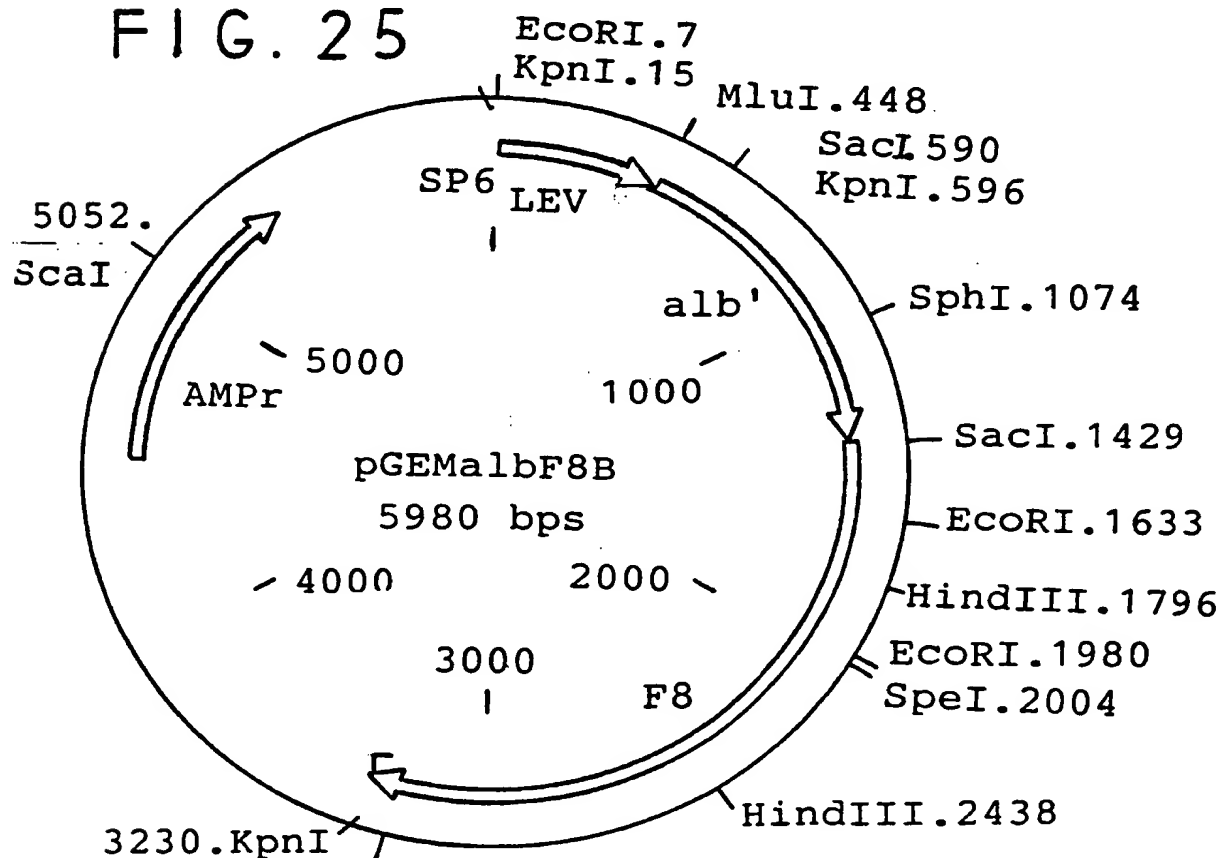 FIG. 25
EcoRI.7
KpnI.15
MluI.448
SacI.590
KpnI.596
SP6
LEV
5052.
ScaI
alb'
SphI.1074
5000
1000
AMPr
SacI.1429
pGEMalbF8B
5980 bps
EcoRI.1633
4000
2000
HindIII.1796
3000
EcoRI.1980
F8
SpeI.2004
HindIII.2438
3230.KpnI